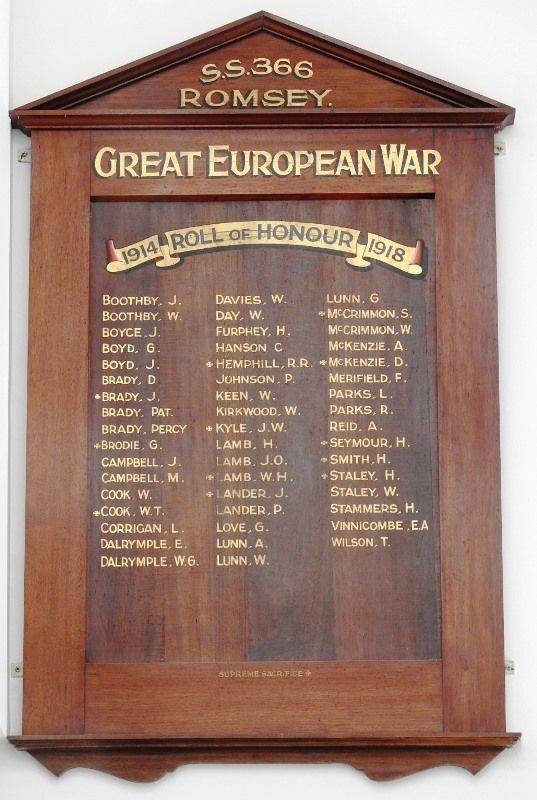 S.S.366
ROMSEY.
GREAT EUROPEAN WAR
1914 ROLL OF HONOUR 1918
BOOTHBY, J.
BOOTHBY, W.
BOYCE, J.
BOYD, G.
BOYD, J.
BRADY, D
✣BRADY, J.
BRADY, PAT.
BRADY, PERCY
✣BRODIE, G.
CAMPBELL, J.
CAMPBELL, M.
COOK W.
✣COOK, W.T.
CORRIGAN, L.
DALRYMPLE, E.
DALRYMPLE, W.G.
DAVIES, W.
DAY, W.
FURPHEY, H.
HANSON C
✣HEMPHILL, R.R.
JOHNSON, P.
KEEN, W.
KIRKWOOD, W.
✣KYLE, J.W.
LAMB, H.
LAMB, J.O.
✣LAMB, W.H.
✣LANDER, J.
LANDER, P.
LOVE, G.
LUNN, A.
LUNN, W.
LUNN, G
✣McCRIMMON, S.
McCRIMMON, W.
McKENZIE, A.
✣McKENZIE, D.
MERIFIELD, F.
PARKS, L.
PARKS, R.
REID, A.
✣SEYMOUR, H.
✣SMITH, H.
✣STALEY, H.
STALEY, W.
STAMMERS, H.
VINNICOMBE, E.A
WILSON, T.
SUPREME SACRIFICE ✣